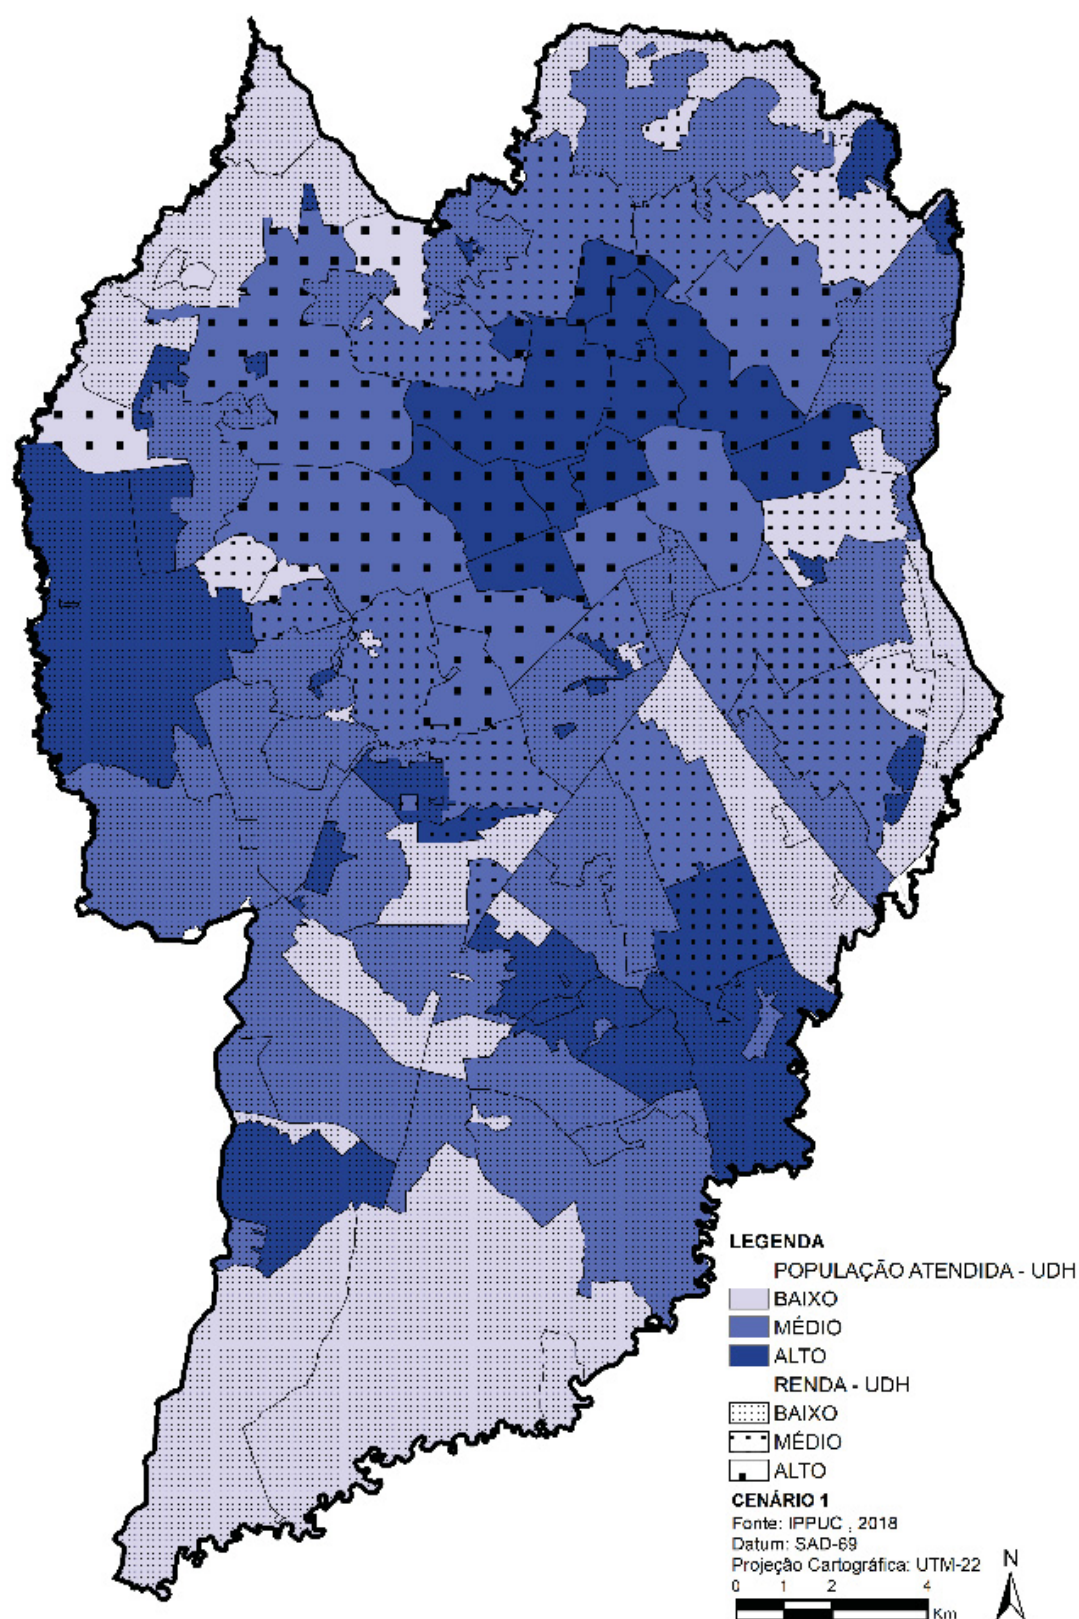 LEGENDA
POPULAÇÃO ATENDIDA - UDH
BAIXO
MÉDIO
ALTO
RENDA - UDH
BAIXO
MÉDIO
ALTO
CENÁRIO 1
Fonte: IPPUC , 2018
Datum: SAD-69
Projeção Cartográfica: UTM-22
N
0 1 2 4
Km